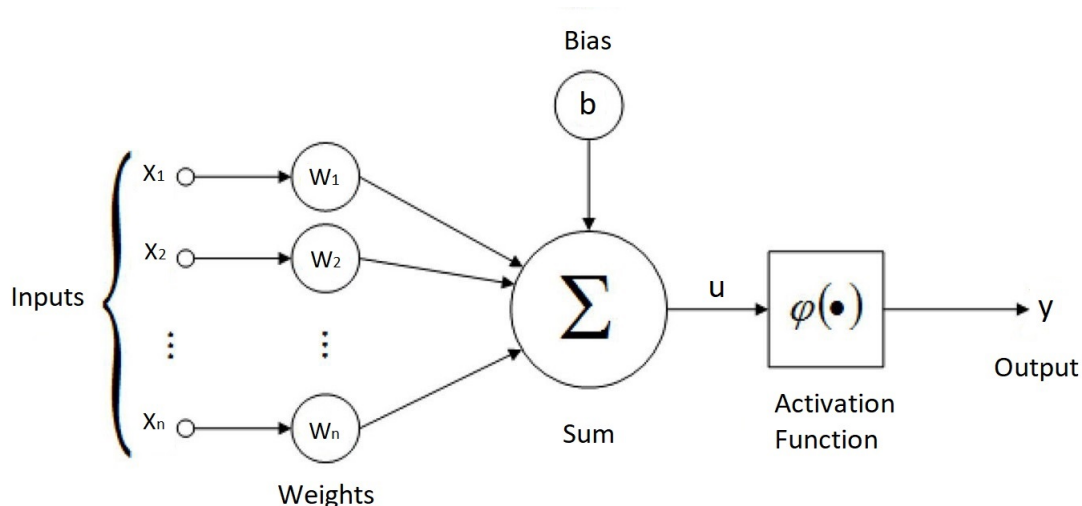 Bias
b
X1
W1
X2
W2
Inputs
...
...
Σ
u
φ(•)
y
Output
Xn
Wn
Sum
Activation
Function
Weights